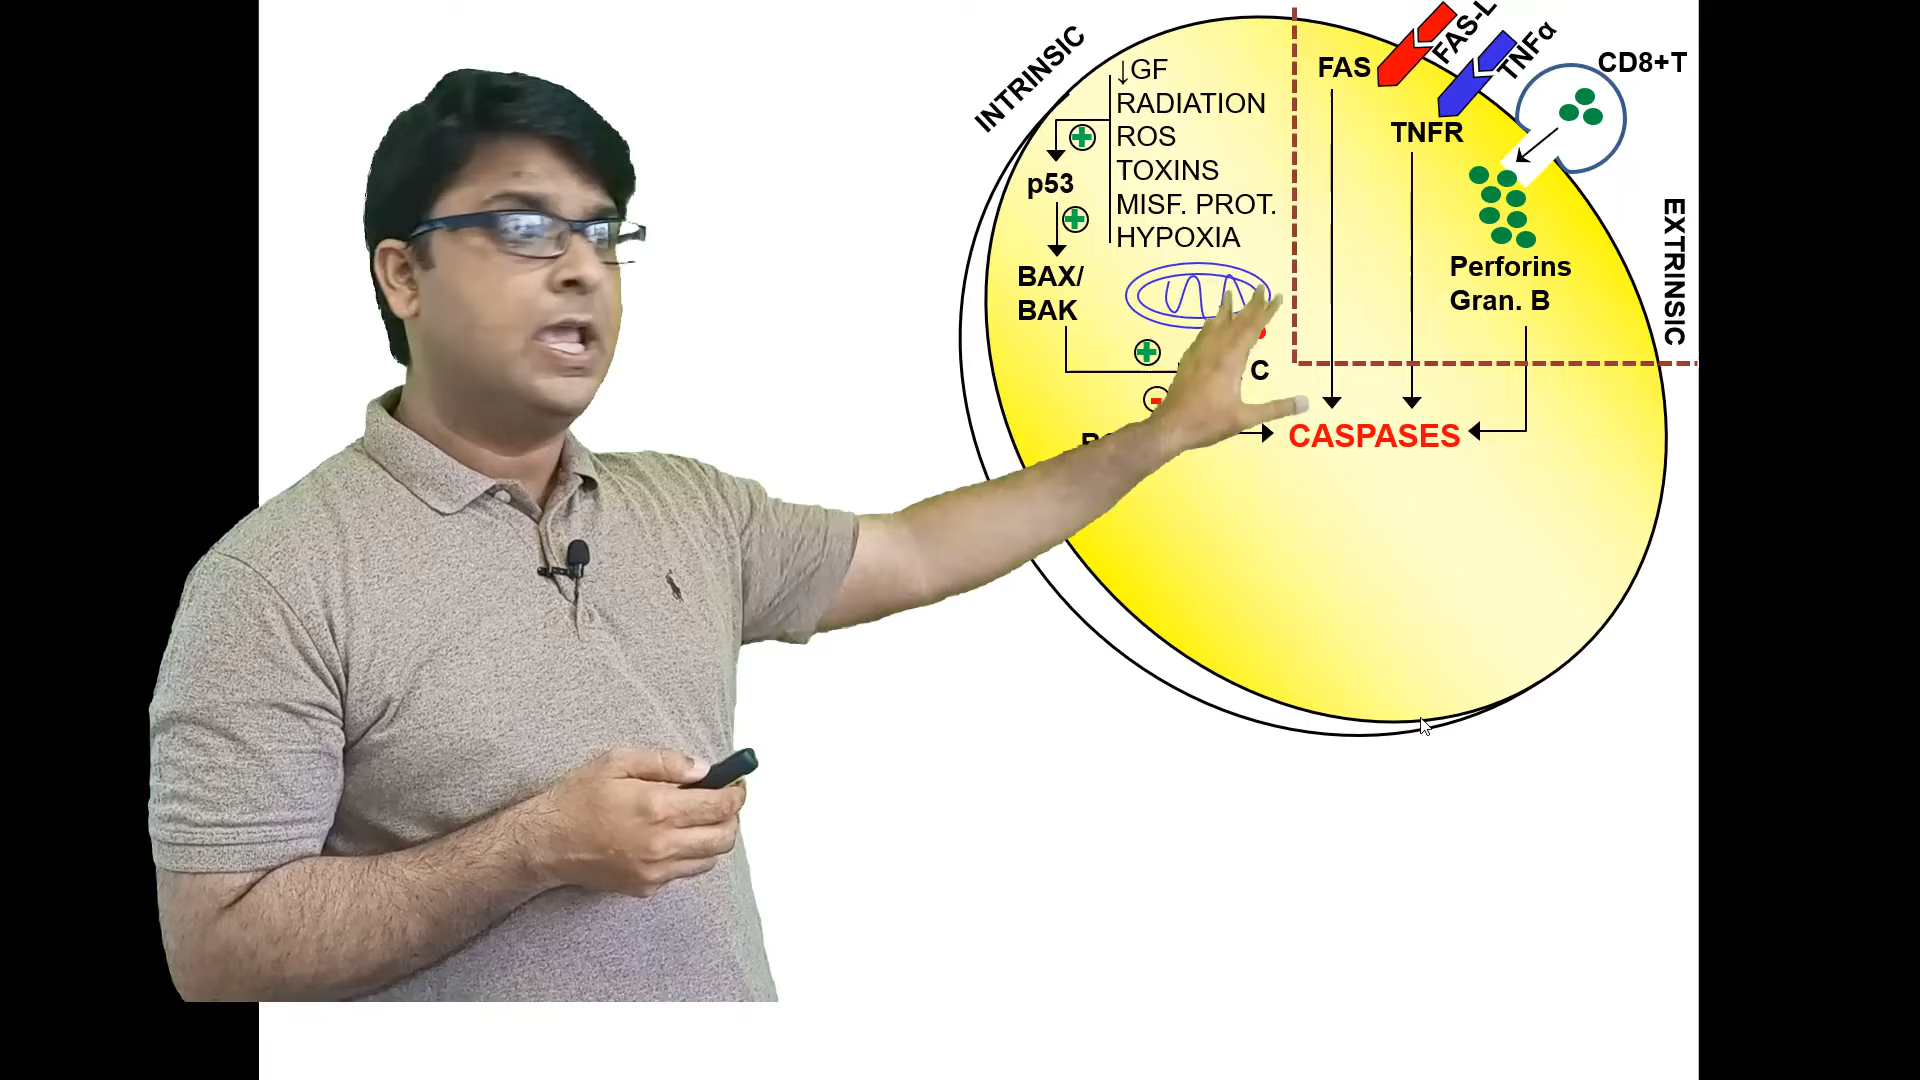 INTRINSIC
↓GF
RADIATION
ROS
TOXINS
MISF. PROT.
HYPOXIA
p53
BAX/
BAK
C
FAS
FAS-L
TNFα
TNFR
CD8+T
Perforins
Gran. B
EXTRINSIC
CASPASES